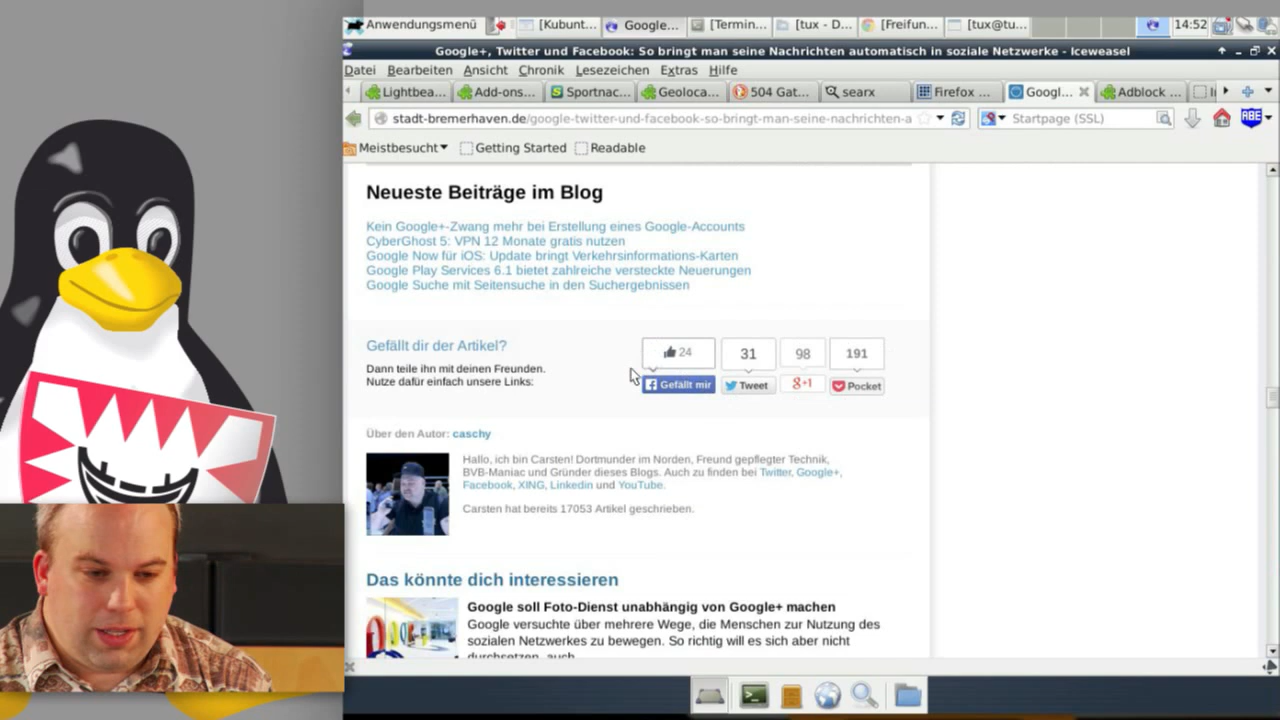 Anwendungsmenü [Kubunt... Google... [Termin... [tux - D... [Freifun... [tux@tu... 14:52
Google+, Twitter und Facebook: So bringt man seine Nachrichten automatisch in soziale Netzwerke - Iceweasel
Datei Bearbeiten Ansicht Chronik Lesezeichen Extras Hilfe
Lightbea... Add-ons... Sportnac... Geoloca... 504 Gat... searx Firefox ... Googl... Adblock ...
stadt-bremerhaven.de/google-twitter-und-facebook-so-bringt-man-seine-nachrichten-a Startpage (SSL) ABE
Meistbesucht Getting Started Readable
Neueste Beiträge im Blog
Kein Google+-Zwang mehr bei Erstellung eines Google-Accounts
CyberGhost 5: VPN 12 Monate gratis nutzen
Google Now für iOS: Update bringt Verkehrsinformations-Karten
Google Play Services 6.1 bietet zahlreiche versteckte Neuerungen
Google Suche mit Seitensuche in den Suchergebnissen
Gefällt dir der Artikel?
Dann teile ihn mit deinen Freunden.
Nutze dafür einfach unsere Links:
24 31 98 191
Gefällt mir Tweet g+1 Pocket
Über den Autor: caschy
Hallo, ich bin Carsten! Dortmunder im Norden, Freund gepflegter Technik,
BVB-Maniac und Gründer dieses Blogs. Auch zu finden bei Twitter, Google+,
Facebook, XING, Linkedin und YouTube.
Carsten hat bereits 17053 Artikel geschrieben.
Das könnte dich interessieren
Google soll Foto-Dienst unabhängig von Google+ machen
Google versuchte über mehrere Wege, die Menschen zur Nutzung des
sozialen Netzwerkes zu bewegen. So richtig will es sich aber nicht
durchsetzen, auch